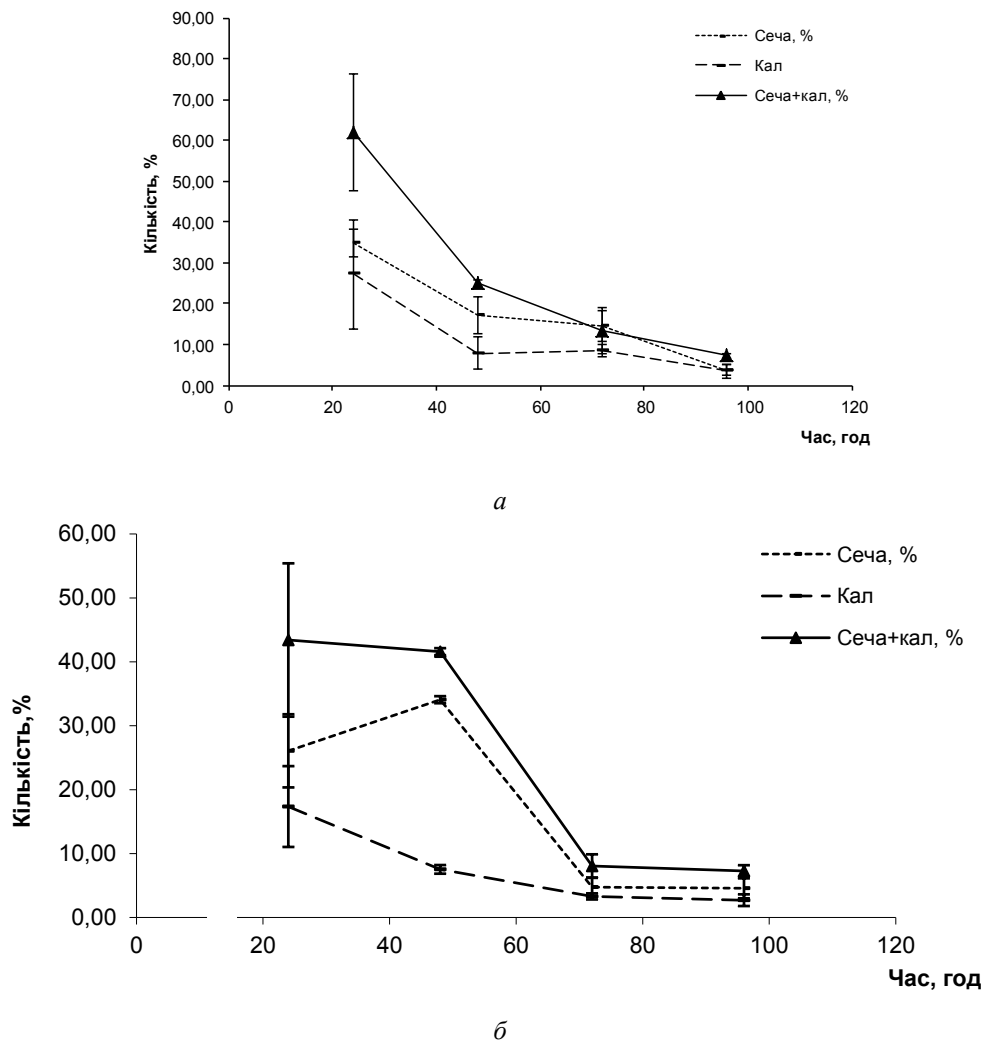 90,00
80,00
70,00
60,00
50,00
40,00
30,00
20,00
10,00
0,00
Кількість, %
Сеча, %
Кал
Сеча+кал, %
0 20 40 60 80 100 120
Час, год
а
60,00
50,00
40,00
30,00
20,00
10,00
0,00
Кількість,%
Сеча, %
Кал
Сеча+кал, %
0 20 40 60 80 100 120
Час, год
б